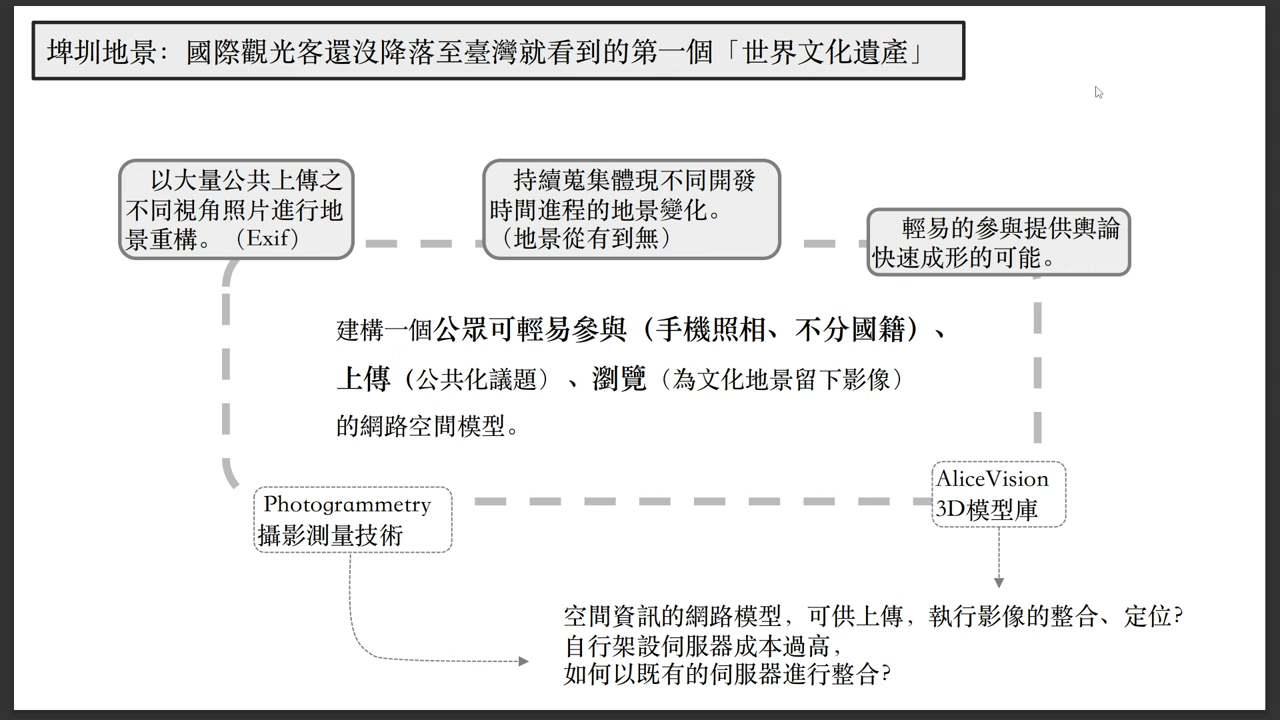 埤圳地景：國際觀光客還沒降落至臺灣就看到的第一個「世界文化遺產」
以大量公共上傳之
不同視角照片進行地
景重構。（Exif）
持續蒐集體現不同開發
時間進程的地景變化。
（地景從有到無）
輕易的參與提供輿論
快速成形的可能。
建構一個公眾可輕易參與（手機照相、不分國籍）、
上傳（公共化議題）、瀏覽（為文化地景留下影像）
的網路空間模型。
Photogrammetry
攝影測量技術
AliceVision
3D模型庫
空間資訊的網路模型，可供上傳，執行影像的整合、定位?
自行架設伺服器成本過高，
如何以既有的伺服器進行整合?